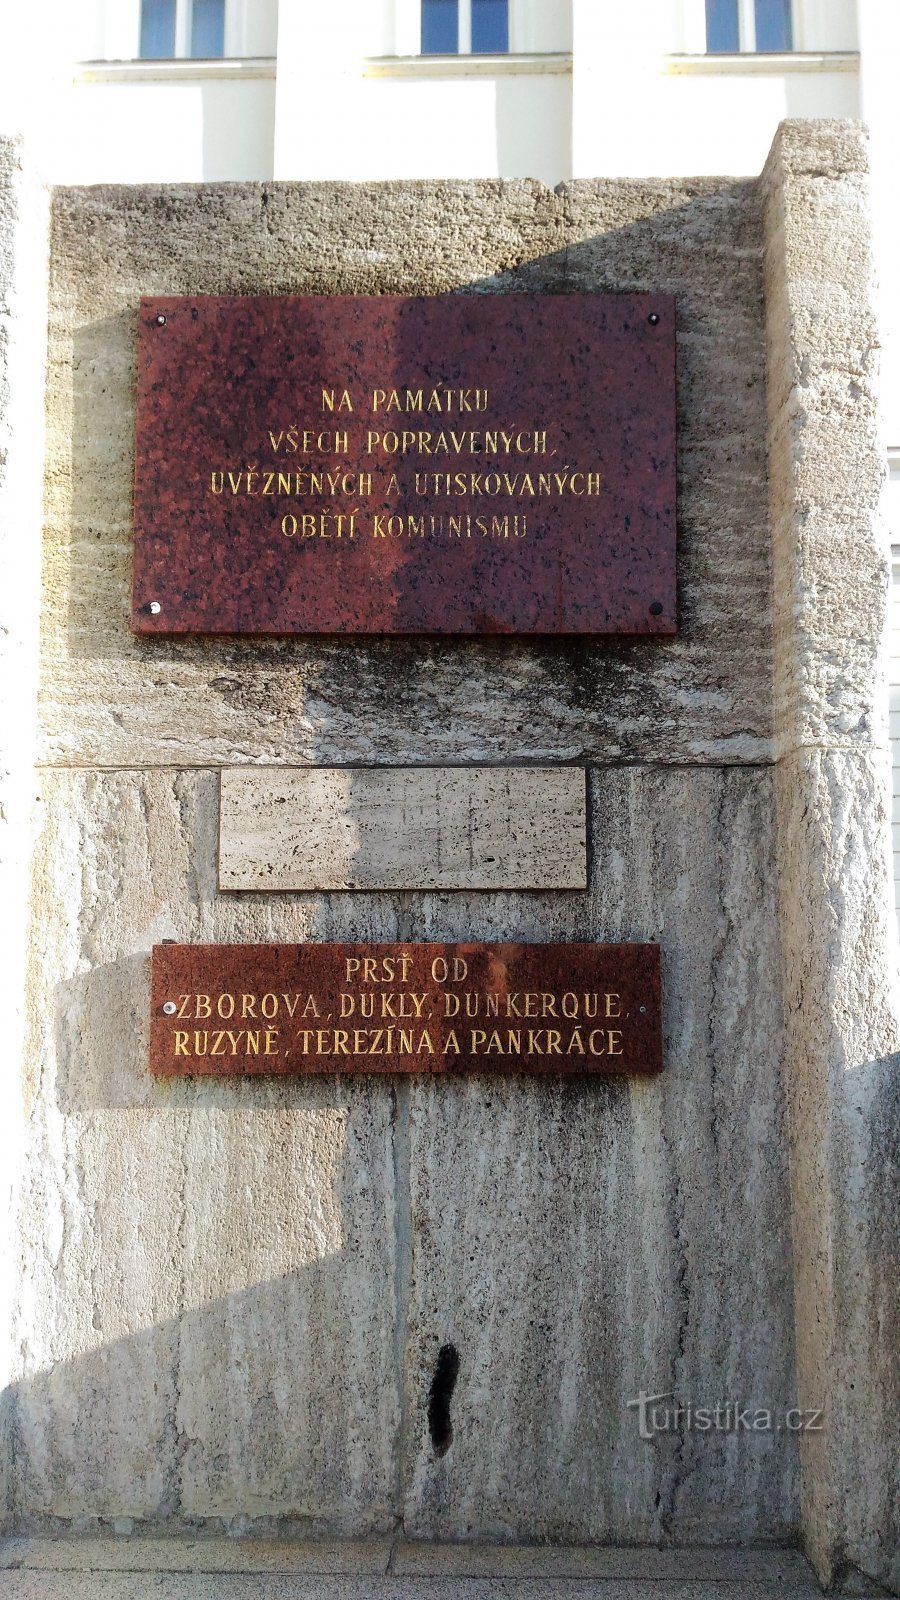 NA PAMÁTKU
VŠECH POPRAVENÝCH,
UVĚZNĚNÝCH A UTISKOVANÝCH
OBĚTÍ KOMUNISMU
PRSŤ OD
ZBOROVA, DUKLY, DUNKERQUE,
RUZYNĚ, TEREZÍNA A PANKRÁCE
Turistika.cz